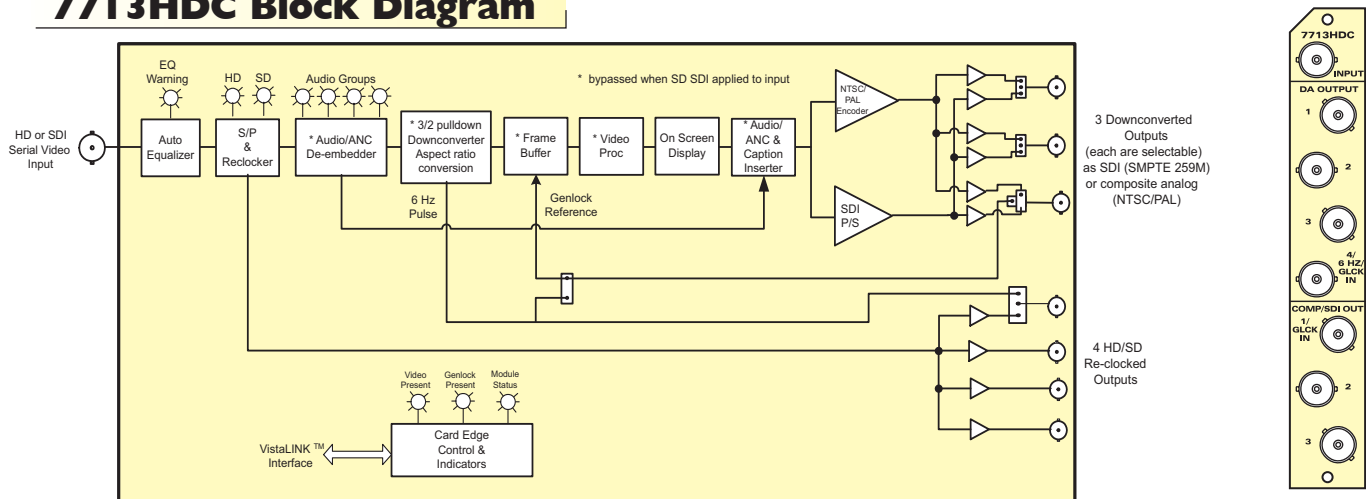 7713HDC Block Diagram
EQ
Warning
HD
SD
Audio Groups
* bypassed when SD SDI applied to input
HD or SDI
Serial Video
Input
Auto
Equalizer
S/P
&
Reclocker
* Audio/ANC
De-embedder
* 3/2 pulldown
Downconverter
Aspect ratio
conversion
* Frame
Buffer
* Video
Proc
On Screen
Display
* Audio/
ANC &
Caption
Inserter
NTSC/
PAL
Encoder
SDI
P/S
6 Hz
Pulse
Genlock
Reference
3 Downconverted
Outputs
(each are selectable)
as SDI (SMPTE 259M)
or composite analog
(NTSC/PAL)
4 HD/SD
Re-clocked
Outputs
Video
Present
Genlock
Present
Module
Status
VistaLINK ™
Interface
Card Edge
Control &
Indicators
7713HDC
INPUT
DA OUTPUT
1
2
3
4/
6 HZ/
GLCK
IN
COMP/SDI OUT
1/
GLCK
IN
2
3